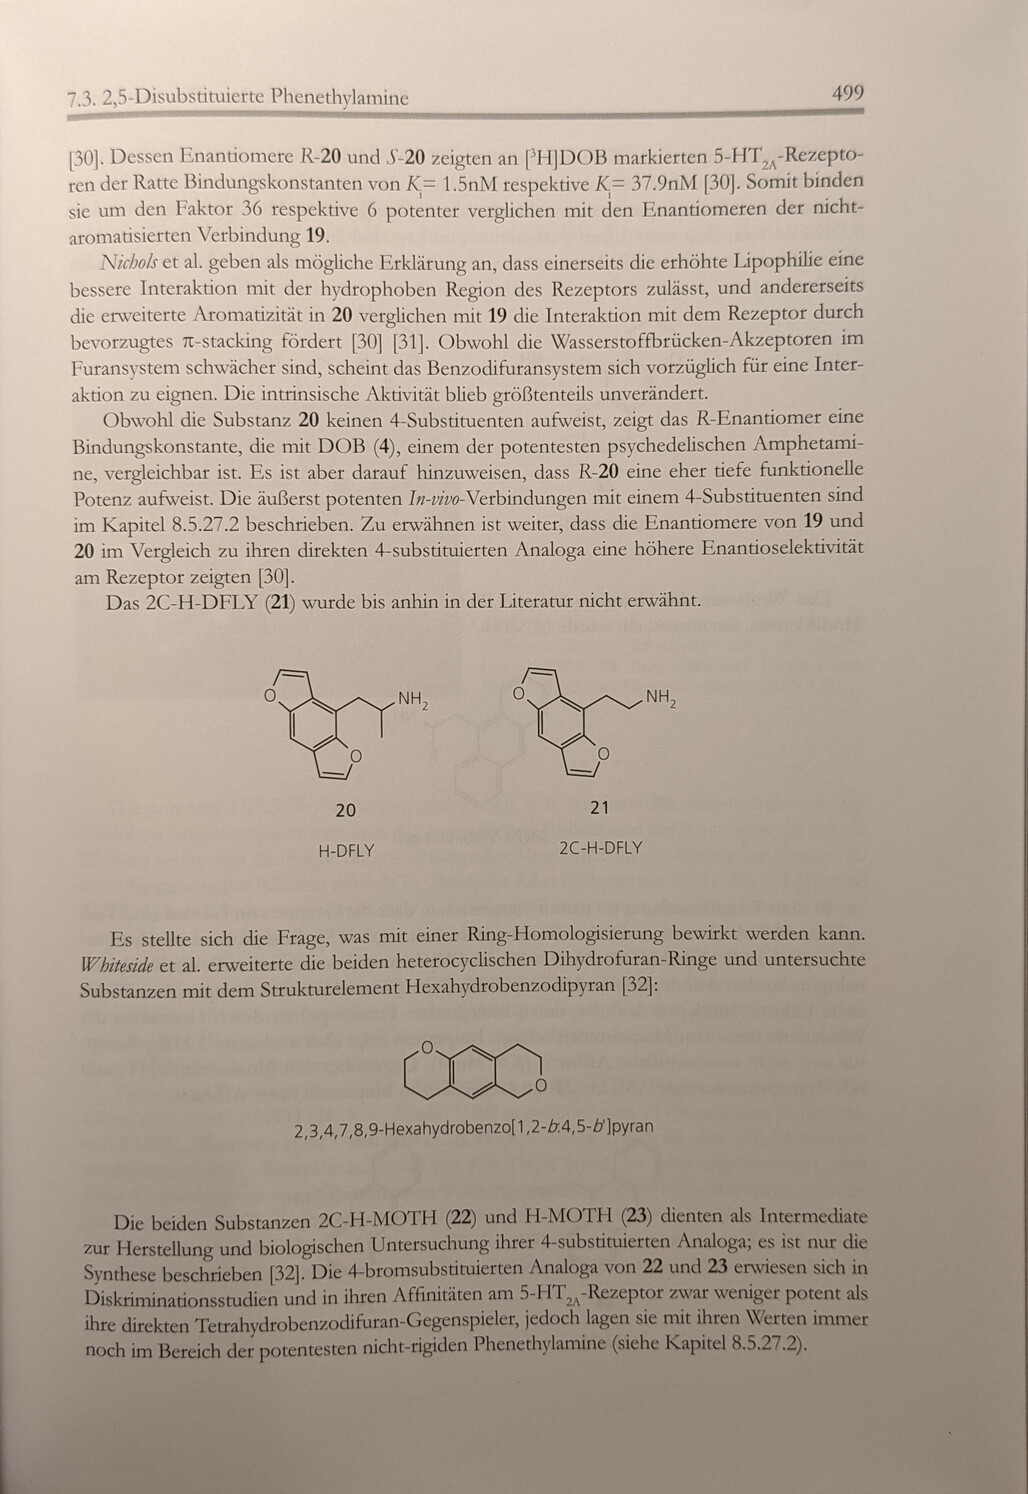 7.3. 2,5-Disubstituierte Phenethylamine 499
[30]. Dessen Enantiomere R-20 und S-20 zeigten an [³H]DOB markierten 5-HT₂A-Rezepto-
ren der Ratte Bindungskonstanten von Kᵢ= 1.5nM respektive Kᵢ= 37.9nM [30]. Somit binden
sie um den Faktor 36 respektive 6 potenter verglichen mit den Enantiomeren der nicht-
aromatisierten Verbindung 19.
Nichols et al. geben als mögliche Erklärung an, dass einerseits die erhöhte Lipophilie eine
bessere Interaktion mit der hydrophoben Region des Rezeptors zulässt, und andererseits
die erweiterte Aromatizität in 20 verglichen mit 19 die Interaktion mit dem Rezeptor durch
bevorzugtes π-stacking fördert [30] [31]. Obwohl die Wasserstoffbrücken-Akzeptoren im
Furansystem schwächer sind, scheint das Benzodifuransystem sich vorzüglich für eine Inter-
aktion zu eignen. Die intrinsische Aktivität blieb größtenteils unverändert.
Obwohl die Substanz 20 keinen 4-Substituenten aufweist, zeigt das R-Enantiomer eine
Bindungskonstante, die mit DOB (4), einem der potentesten psychedelischen Amphetami-
ne, vergleichbar ist. Es ist aber darauf hinzuweisen, dass R-20 eine eher tiefe funktionelle
Potenz aufweist. Die äußerst potenten In-vivo-Verbindungen mit einem 4-Substituenten sind
im Kapitel 8.5.27.2 beschrieben. Zu erwähnen ist weiter, dass die Enantiomere von 19 und
20 im Vergleich zu ihren direkten 4-substituierten Analoga eine höhere Enantioselektivität
am Rezeptor zeigten [30].
Das 2C-H-DFLY (21) wurde bis anhin in der Literatur nicht erwähnt.
O NH₂ O
20
H-DFLY
O NH₂ O
21
2C-H-DFLY
Es stellte sich die Frage, was mit einer Ring-Homologisierung bewirkt werden kann.
Whiteside et al. erweiterte die beiden heterocyclischen Dihydrofuran-Ringe und untersuchte
Substanzen mit dem Strukturelement Hexahydrobenzodipyran [32]:
O O
2,3,4,7,8,9-Hexahydrobenzo[1,2-b:4,5-b']pyran
Die beiden Substanzen 2C-H-MOTH (22) und H-MOTH (23) dienten als Intermediate
zur Herstellung und biologischen Untersuchung ihrer 4-substituierten Analoga; es ist nur die
Synthese beschrieben [32]. Die 4-bromsubstituierten Analoga von 22 und 23 erwiesen sich in
Diskriminationsstudien und in ihren Affinitäten am 5-HT₂A-Rezeptor zwar weniger potent als
ihre direkten Tetrahydrobenzodifuran-Gegenspieler, jedoch lagen sie mit ihren Werten immer
noch im Bereich der potentesten nicht-rigiden Phenethylamine (siehe Kapitel 8.5.27.2).